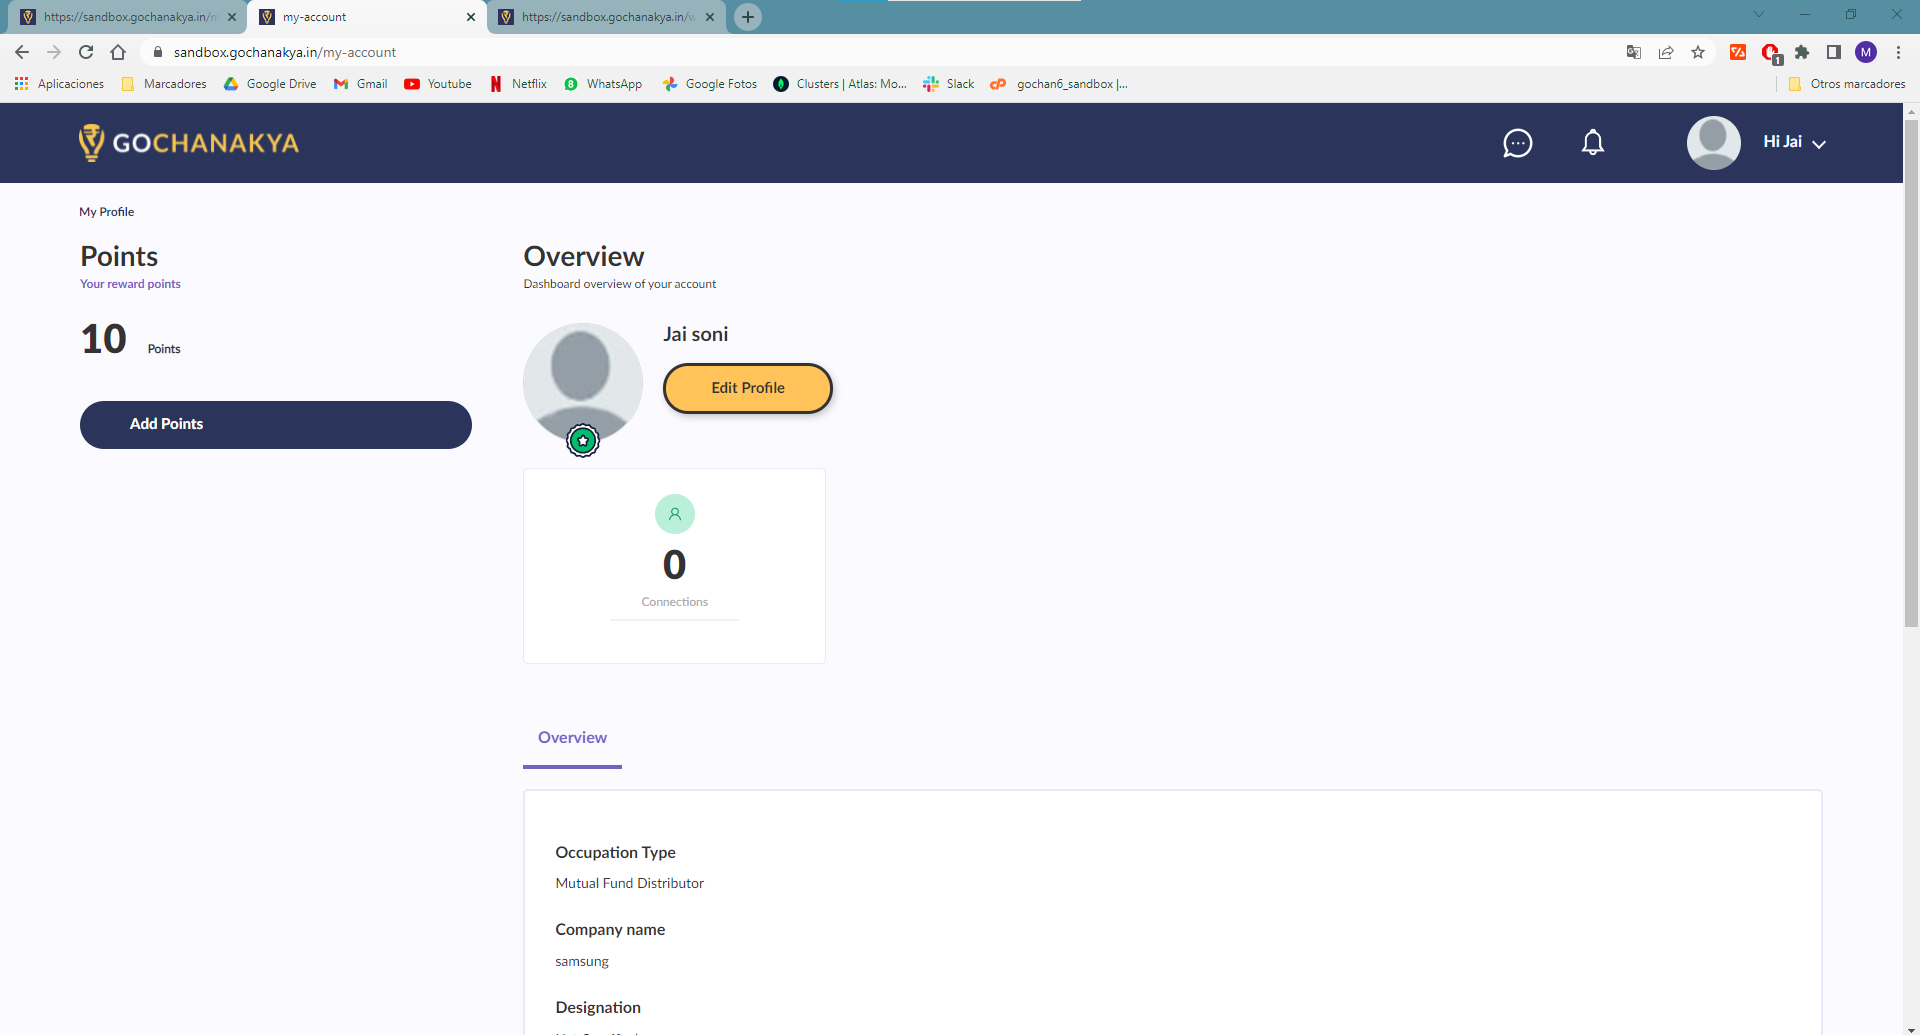 https://sandbox.gochanakya.in/
my-account
https://sandbox.gochanakya.in/
sandbox.gochanakya.in/my-account
1
M
Aplicaciones
Marcadores
Google Drive
Gmail
Youtube
Netflix
8
WhatsApp
Google Fotos
Clusters | Atlas: Mo...
Slack
cP
gochan6_sandbox |...
Otros marcadores
GOCHANAKYA
Hi Jai
My Profile
Points
Your reward points
10 Points
Add Points
Overview
Dashboard overview of your account
Jai soni
Edit Profile
0
Connections
Overview
Occupation Type
Mutual Fund Distributor
Company name
samsung
Designation